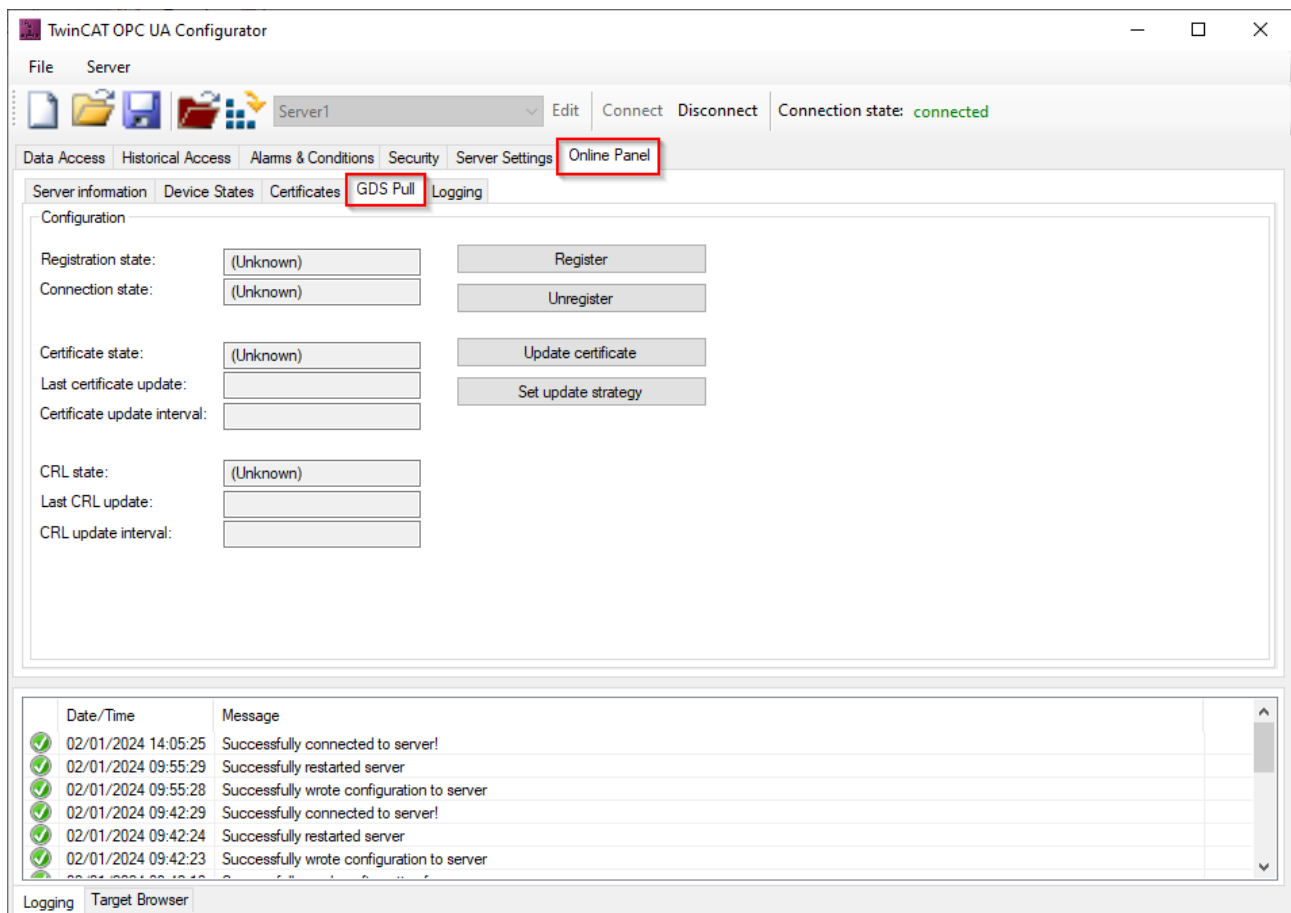 TwinCAT OPC UA Configurator
File Server
Server1 Edit Connect Disconnect Connection state: connected
Data Access Historical Access Alarms & Conditions Security Server Settings Online Panel
Server information Device States Certificates GDS Pull Logging
Configuration
Registration state: (Unknown) Register
Connection state: (Unknown) Unregister
Certificate state: (Unknown) Update certificate
Last certificate update: Set update strategy
Certificate update interval:
CRL state: (Unknown)
Last CRL update:
CRL update interval:
Date/Time Message
02/01/2024 14:05:25 Successfully connected to server!
02/01/2024 09:55:29 Successfully restarted server
02/01/2024 09:55:28 Successfully wrote configuration to server
02/01/2024 09:42:29 Successfully connected to server!
02/01/2024 09:42:24 Successfully restarted server
02/01/2024 09:42:23 Successfully wrote configuration to server
Logging Target Browser